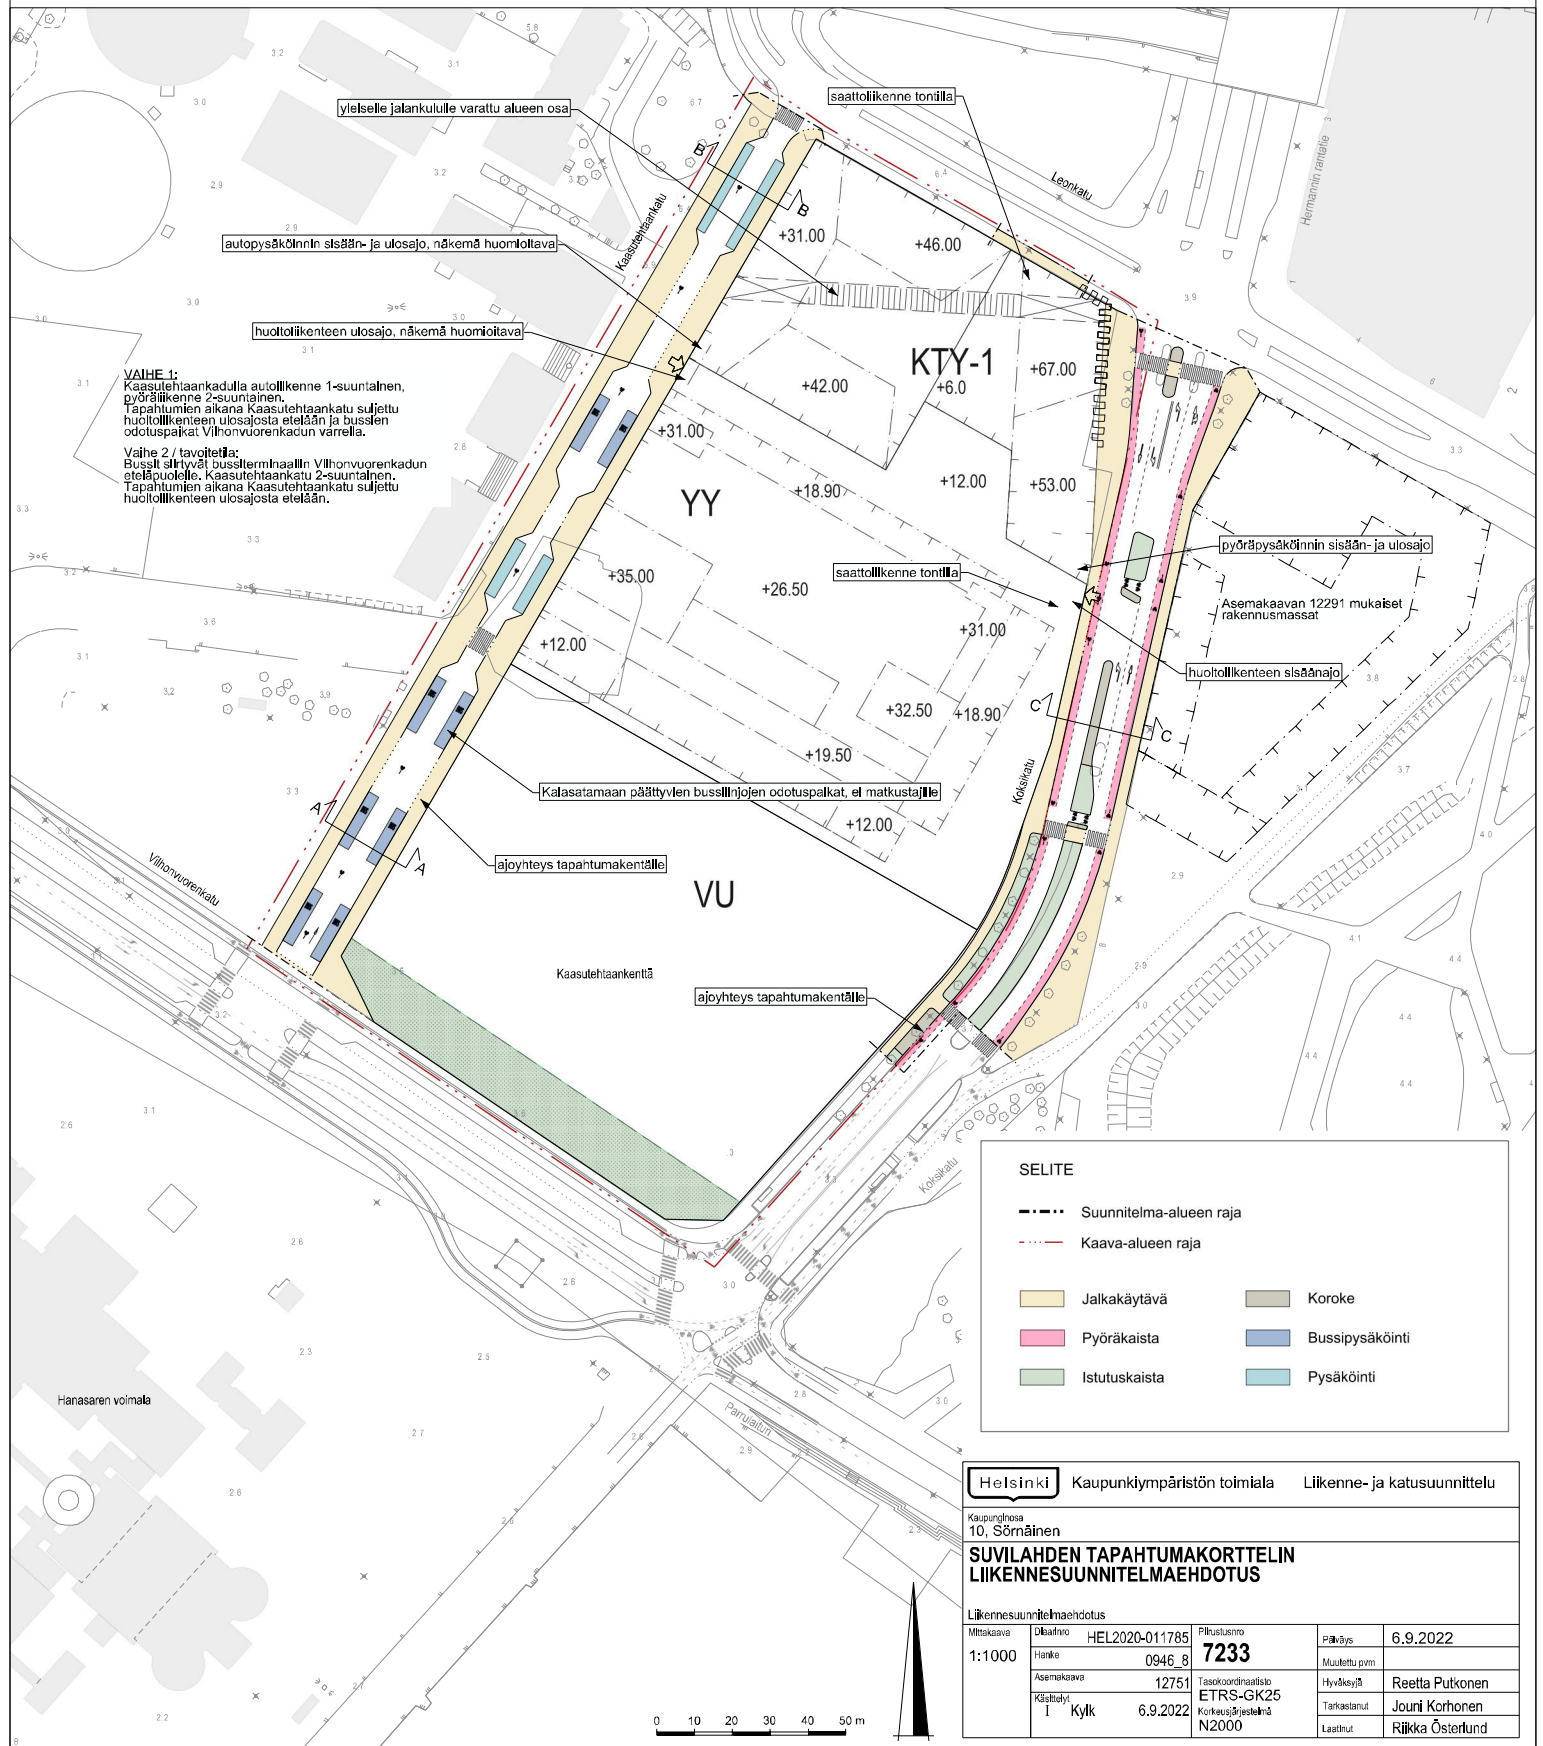 yleiselle jalankululle varattu alueen osa
saattoliikenne tontilla
Leonkatu
Hermannin rantatie
Kaasutehtaankatu
autopysäköinnin sisään- ja ulosajo, näkemä huomioitava
huoltoliikenteen ulosajo, näkemä huomioitava
B
B
+31.00
+46.00
KTY-1
+42.00
+6.0
+67.00
VAIHE 1:
Kaasutehtaankadulla autoliikenne 1-suuntainen,
pyöräliikenne 2-suuntainen.
Tapahtumien aikana Kaasutehtaankatu suljettu
huoltoliikenteen ulosajosta etelään ja bussien
odotuspaikat Vilhonvuorenkadun varrella.
Vaihe 2 / tavoitetila:
Bussit siirtyvät bussiterminaaliin Vilhonvuorenkadun
eteläpuolelle. Kaasutehtaankatu 2-suuntainen.
Tapahtumien aikana Kaasutehtaankatu suljettu
huoltoliikenteen ulosajosta etelään.
+31.00
YY
+18.90
+12.00
+53.00
pyöräpysäköinnin sisään- ja ulosajo
saattoliikenne tontilla
+35.00
+26.50
Asemakaavan 12291 mukaiset
rakennusmassat
+31.00
+12.00
huoltoliikenteen sisäänajo
+32.50
+18.90
C
C
+19.50
Koksikatu
Kalasatamaan päättyvien bussilinjojen odotuspaikat, ei matkustajille
+12.00
A
A
ajoyhteys tapahtumakentälle
Vilhonvuorenkatu
VU
Kaasutehtaankenttä
ajoyhteys tapahtumakentälle
Koksikatu
Parrulaituri
Hanasaren voimala
SELITE
Suunnitelma-alueen raja
Kaava-alueen raja
Jalkakäytävä
Koroke
Pyöräkaista
Bussipysäköinti
Istutuskaista
Pysäköinti
Helsinki Kaupunkiympäristön toimiala Liikenne- ja katusuunnittelu
Kaupunginosa
10, Sörnäinen
SUVILAHDEN TAPAHTUMAKORTTELIN
LIIKENNESUUNNITELMAEHDOTUS
Liikennesuunnitelmaehdotus
Mittakaava
1:1000
Diaarinro HEL2020-011785
Hanke 0946_8
Asemakaava 12751
Käsittelyt
I Kylk 6.9.2022
Piirustusnro
7233
Tasokoordinaatisto
ETRS-GK25
Korkeusjärjestelmä
N2000
Päiväys 6.9.2022
Muutettu pvm
Hyväksyjä Reetta Putkonen
Tarkastanut Jouni Korhonen
Laatinut Riikka Österlund
0 10 20 30 40 50 m